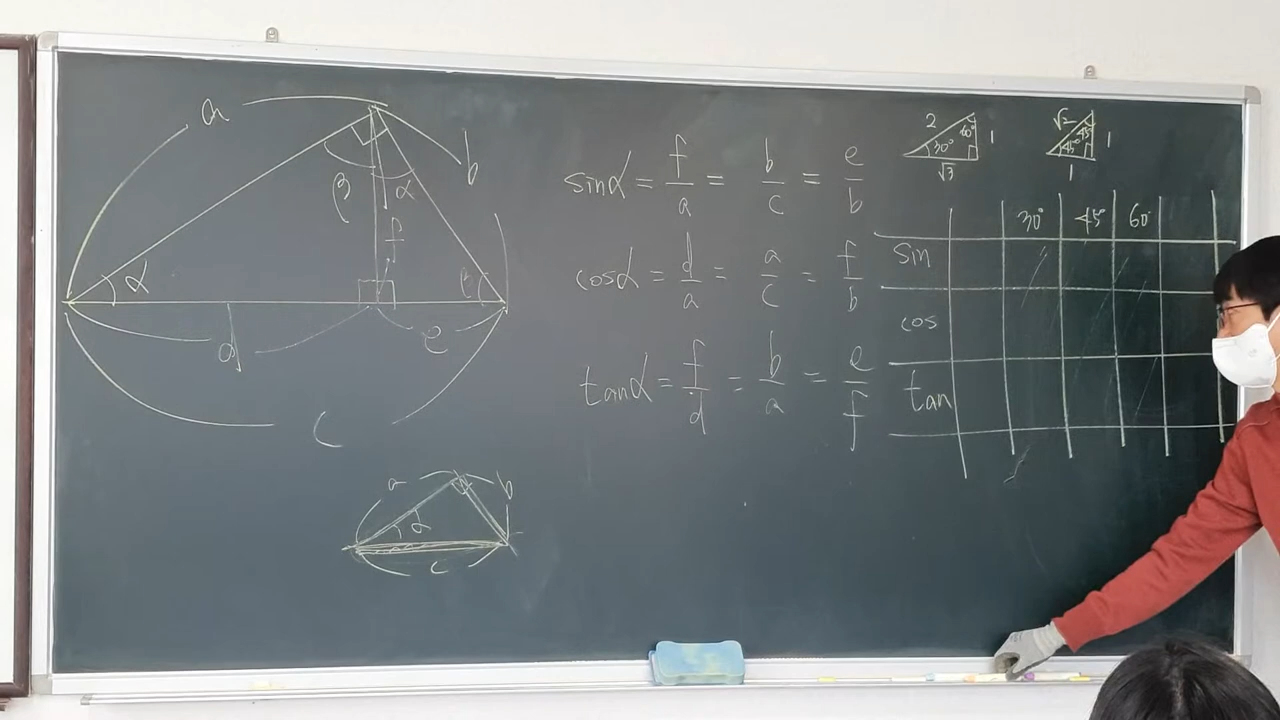 a
b
β α
f
α
β
d
e
c
a b
α
c
sinα = f/a = b/c = e/b
cosα = d/a = a/c = f/b
tanα = f/d = b/a = e/f
2 60° 1
30°
√3
√2 45° 1
45°
1
30° 45° 60°
sin
cos
tan